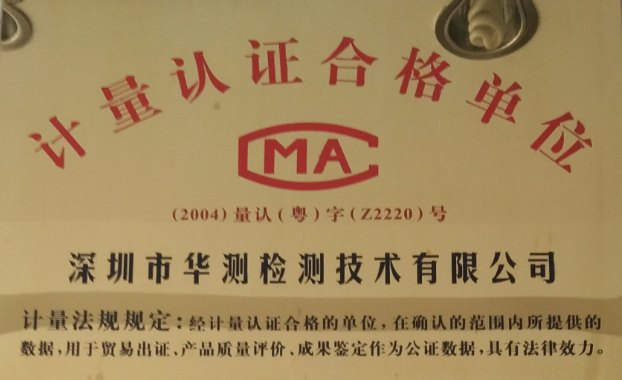 计量认证合格单位
CMA
(2004)量认(粤)字(Z2220)号
深圳市华测检测技术有限公司
计量法规规定：经计量认证合格的单位，在确认的范围内所提供的
数据，用于贸易出证、产品质量评价、成果鉴定作为公证数据，具有法律效力。